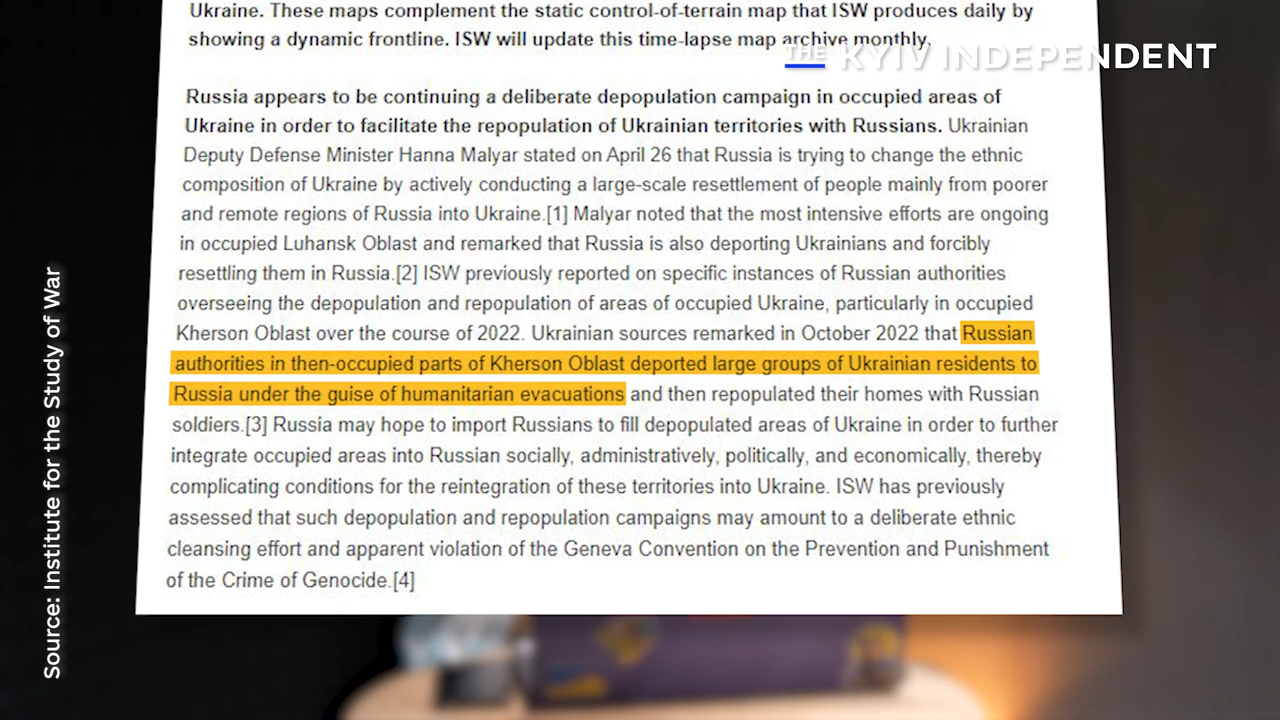 Ukraine. These maps complement the static control-of-terrain map that ISW produces daily by
showing a dynamic frontline. ISW will update this time-lapse map archive monthly.
THE KYIV INDEPENDENT
Russia appears to be continuing a deliberate depopulation campaign in occupied areas of
Ukraine in order to facilitate the repopulation of Ukrainian territories with Russians. Ukrainian
Deputy Defense Minister Hanna Malyar stated on April 26 that Russia is trying to change the ethnic
composition of Ukraine by actively conducting a large-scale resettlement of people mainly from poorer
and remote regions of Russia into Ukraine.[1] Malyar noted that the most intensive efforts are ongoing
in occupied Luhansk Oblast and remarked that Russia is also deporting Ukrainians and forcibly
resettling them in Russia.[2] ISW previously reported on specific instances of Russian authorities
overseeing the depopulation and repopulation of areas of occupied Ukraine, particularly in occupied
Kherson Oblast over the course of 2022. Ukrainian sources remarked in October 2022 that Russian
authorities in then-occupied parts of Kherson Oblast deported large groups of Ukrainian residents to
Russia under the guise of humanitarian evacuations and then repopulated their homes with Russian
soldiers.[3] Russia may hope to import Russians to fill depopulated areas of Ukraine in order to further
integrate occupied areas into Russian socially, administratively, politically, and economically, thereby
complicating conditions for the reintegration of these territories into Ukraine. ISW has previously
assessed that such depopulation and repopulation campaigns may amount to a deliberate ethnic
cleansing effort and apparent violation of the Geneva Convention on the Prevention and Punishment
of the Crime of Genocide.[4]
Source: Institute for the Study of War